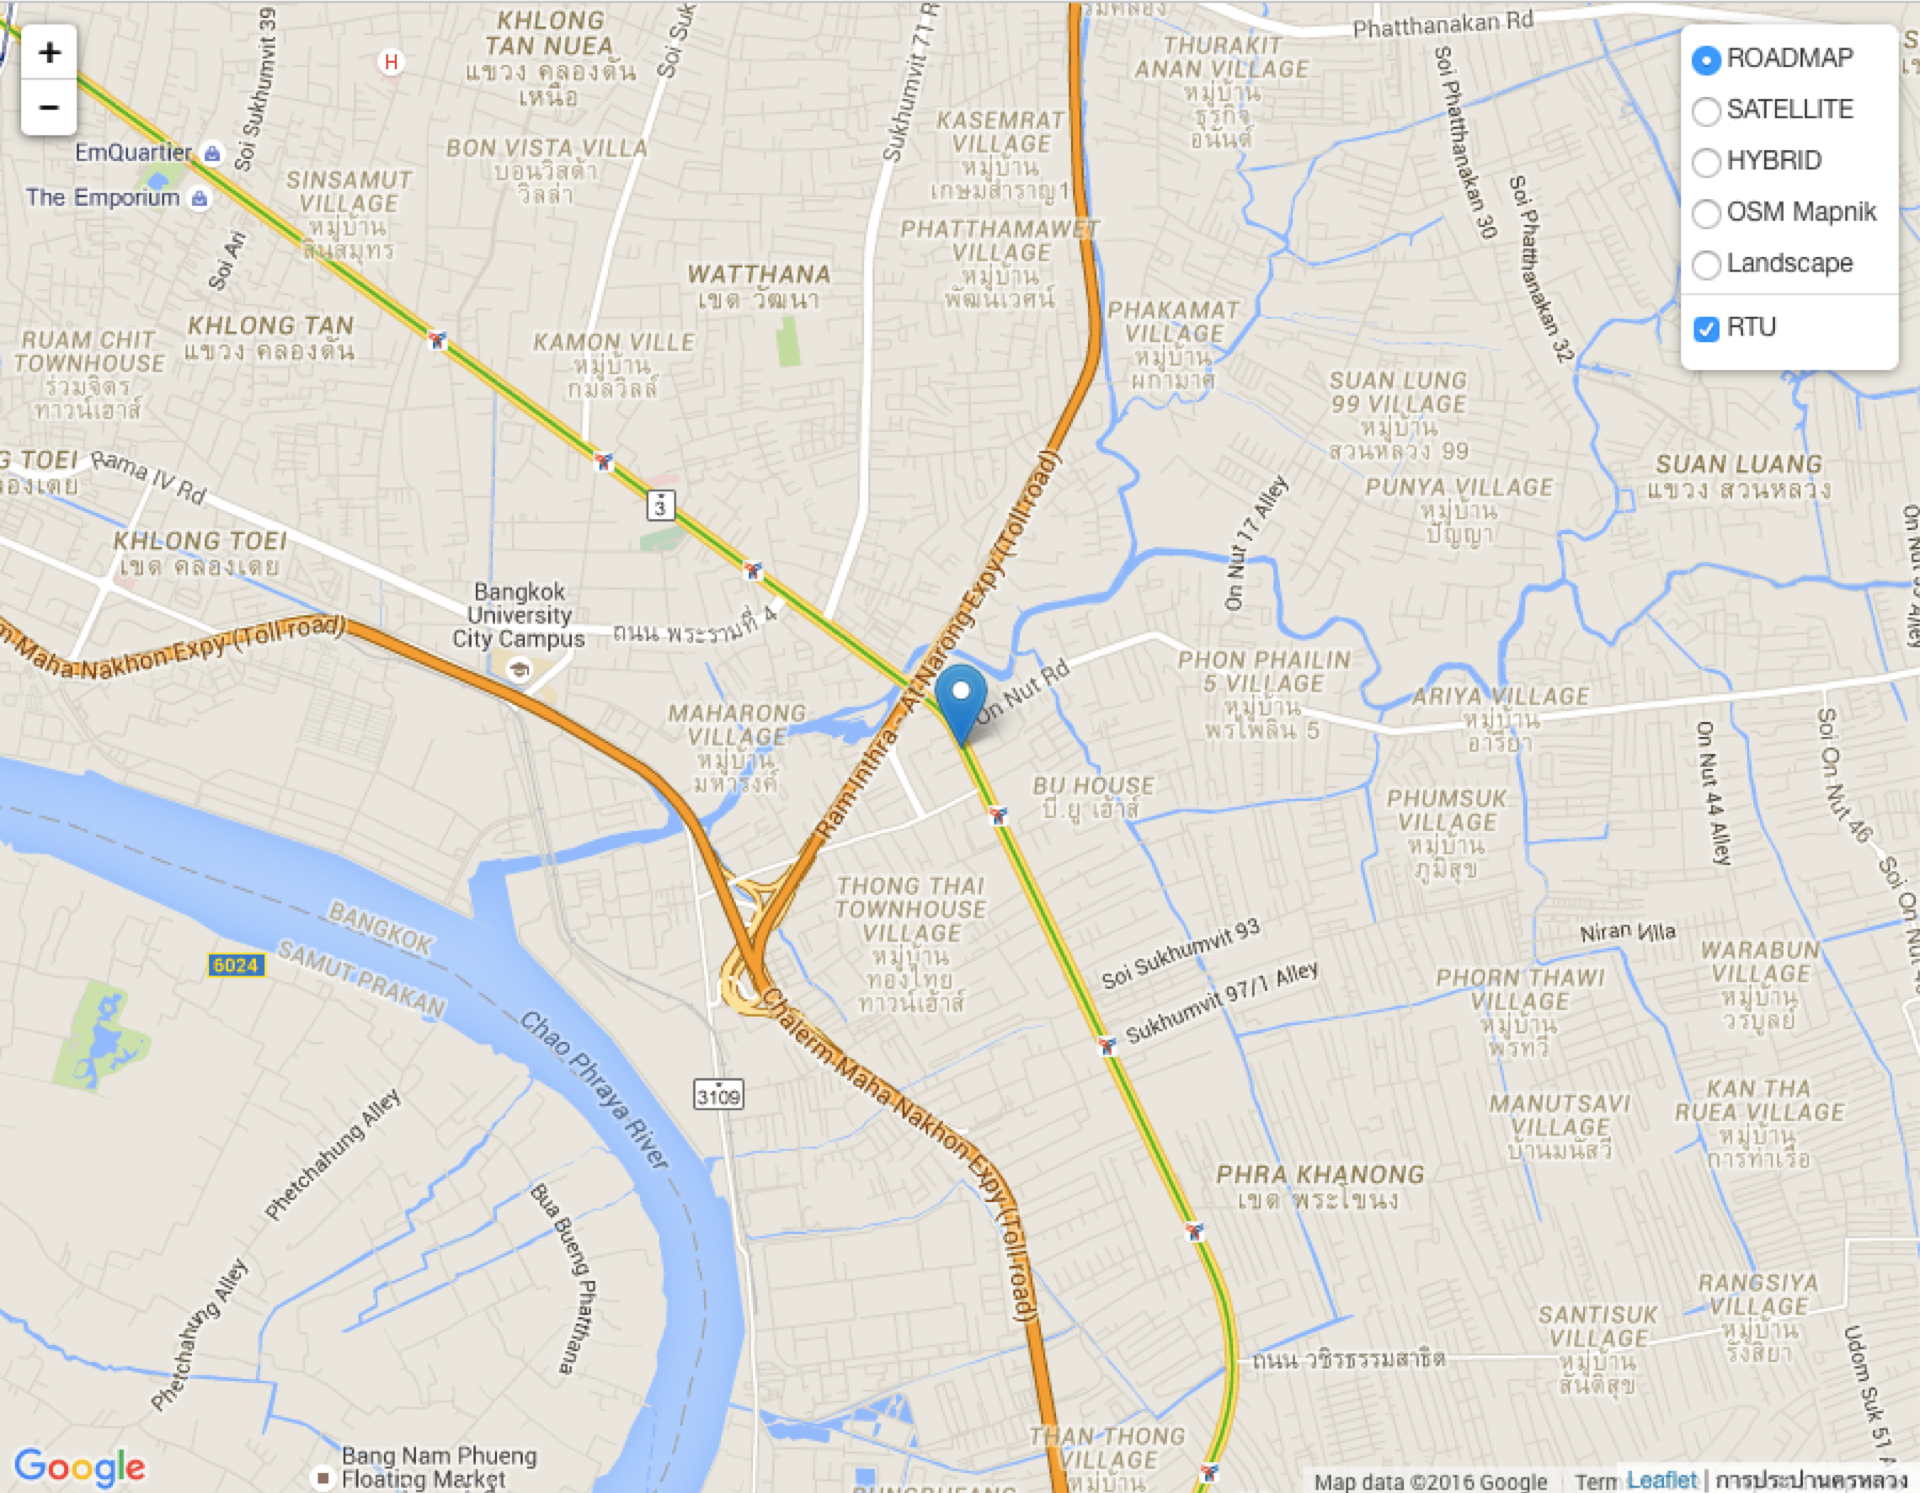 +
−
ROADMAP
SATELLITE
HYBRID
OSM Mapnik
Landscape
RTU
KHLONG
TAN NUEA
แขวง คลองตัน
เหนือ
Soi Sukhumvit 39
H
Soi Suk
Sukhumvit 71 R
Phatthanakan Rd
THURAKIT
ANAN VILLAGE
หมู่บ้าน
ธุรกิจ
อนันต์
Soi Phatthanakan 30
Soi Phatthanakan 32
EmQuartier
The Emporium
Soi Ari
SINSAMUT
VILLAGE
หมู่บ้าน
สินสมุทร
BON VISTA VILLA
บอนวิสต้า
วิลล่า
KASEMRAT
VILLAGE
หมู่บ้าน
เกษมสำราญ1
PHATTHAMAWET
VILLAGE
หมู่บ้าน
พัฒนเวศน์
WATTHANA
เขต วัฒนา
RUAM CHIT
TOWNHOUSE
ร่วมจิตร
ทาวน์เฮาส์
KHLONG TAN
แขวง คลองตัน
KAMON VILLE
หมู่บ้าน
กมลวิลล์
PHAKAMAT
VILLAGE
หมู่บ้าน
ผกามาศ
SUAN LUNG
99 VILLAGE
หมู่บ้าน
สวนหลวง 99
G TOEI
องเตย
Rama IV Rd
3
PUNYA VILLAGE
หมู่บ้าน
ปัญญา
SUAN LUANG
แขวง สวนหลวง
KHLONG TOEI
เขต คลองเตย
Bangkok
University
City Campus
ถนน พระรามที่ 4
On Nut 17 Alley
m Maha Nakhon Expy (Toll road)
Ram Inthra - At Narong Expy (Toll road)
On Nut Rd
PHON PHAILIN
5 VILLAGE
หมู่บ้าน
พรไพลิน 5
ARIYA VILLAGE
หมู่บ้าน
อารียา
MAHARONG
VILLAGE
หมู่บ้าน
มหารงค์
BU HOUSE
บี.ยู เฮ้าส์
PHUMSUK
VILLAGE
หมู่บ้าน
ภูมิสุข
On Nut 44 Alley
Soi On Nut 46
Soi On Nut
THONG THAI
TOWNHOUSE
VILLAGE
หมู่บ้าน
ทองไทย
ทาวน์เฮ้าส์
BANGKOK
SAMUT PRAKAN
6024
Chao Phraya River
Soi Sukhumvit 93
Sukhumvit 97/1 Alley
Niran Villa
WARABUN
VILLAGE
หมู่บ้าน
วรบูลย์
PHORN THAWI
VILLAGE
หมู่บ้าน
พรทวี
Chalerm Maha Nakhon Expy (Toll road)
3109
Phetchahung Alley
Phetchahung Alley
Bua Bueng Phatthana
MANUTSAVI
VILLAGE
บ้านมนัสวี
KAN THA
RUEA VILLAGE
หมู่บ้าน
การท่าเรือ
PHRA KHANONG
เขต พระโขนง
RANGSIYA
VILLAGE
หมู่บ้าน
รังสิยา
SANTISUK
VILLAGE
หมู่บ้าน
สันติสุข
ถนน วชิรธรรมสาธิต
Udom Suk 51 A
THAN THONG
VILLAGE
หมู่บ้าน
Bang Nam Phueng
Floating Market
Google
Map data ©2016 Google
Leaflet | การประปานครหลวง